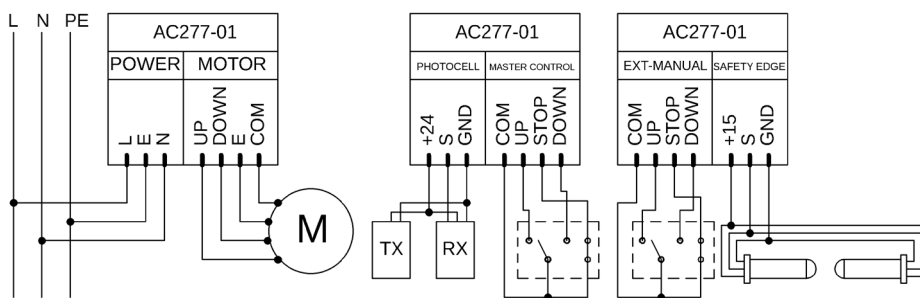 L N PE
AC277-01
POWER MOTOR
L
E
N
UP
DOWN
E
COM
M
AC277-01
PHOTOCELL MASTER CONTROL
+24
S
GND
COM
UP
STOP
DOWN
TX
RX
AC277-01
EXT-MANUAL SAFETY EDGE
COM
UP
STOP
DOWN
+15
S
GND